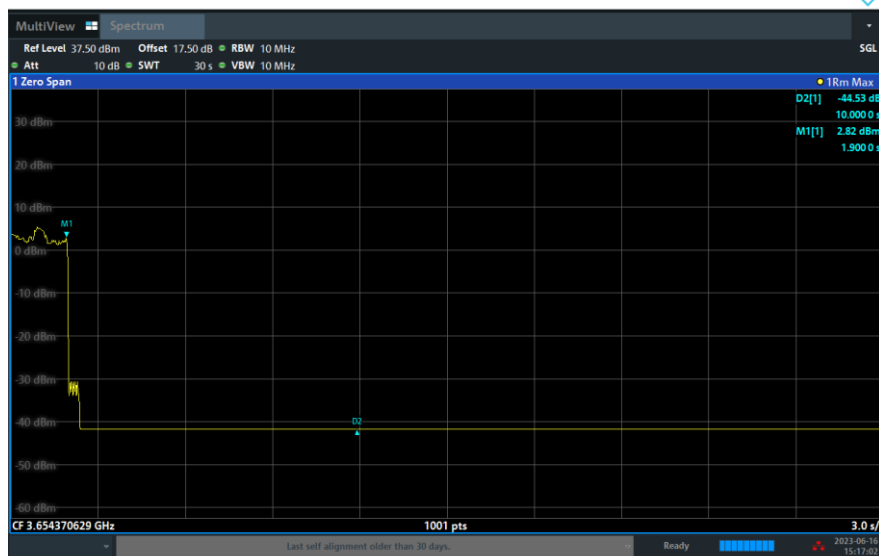 MultiView Spectrum
Ref Level 37.50 dBm Offset 17.50 dB RBW 10 MHz SGL
Att 10 dB SWT 30 s VBW 10 MHz
1 Zero Span 1Rm Max
D2[1] -44.53 dB
10.000 0 s
M1[1] 2.82 dBm
1.900 0 s
30 dBm
20 dBm
10 dBm
M1
0 dBm
-10 dBm
-20 dBm
-30 dBm
-40 dBm
D2
-50 dBm
-60 dBm
CF 3.654370629 GHz 1001 pts 3.0 s/
Last self alignment older than 30 days. Ready 2023-06-16
15:17:02